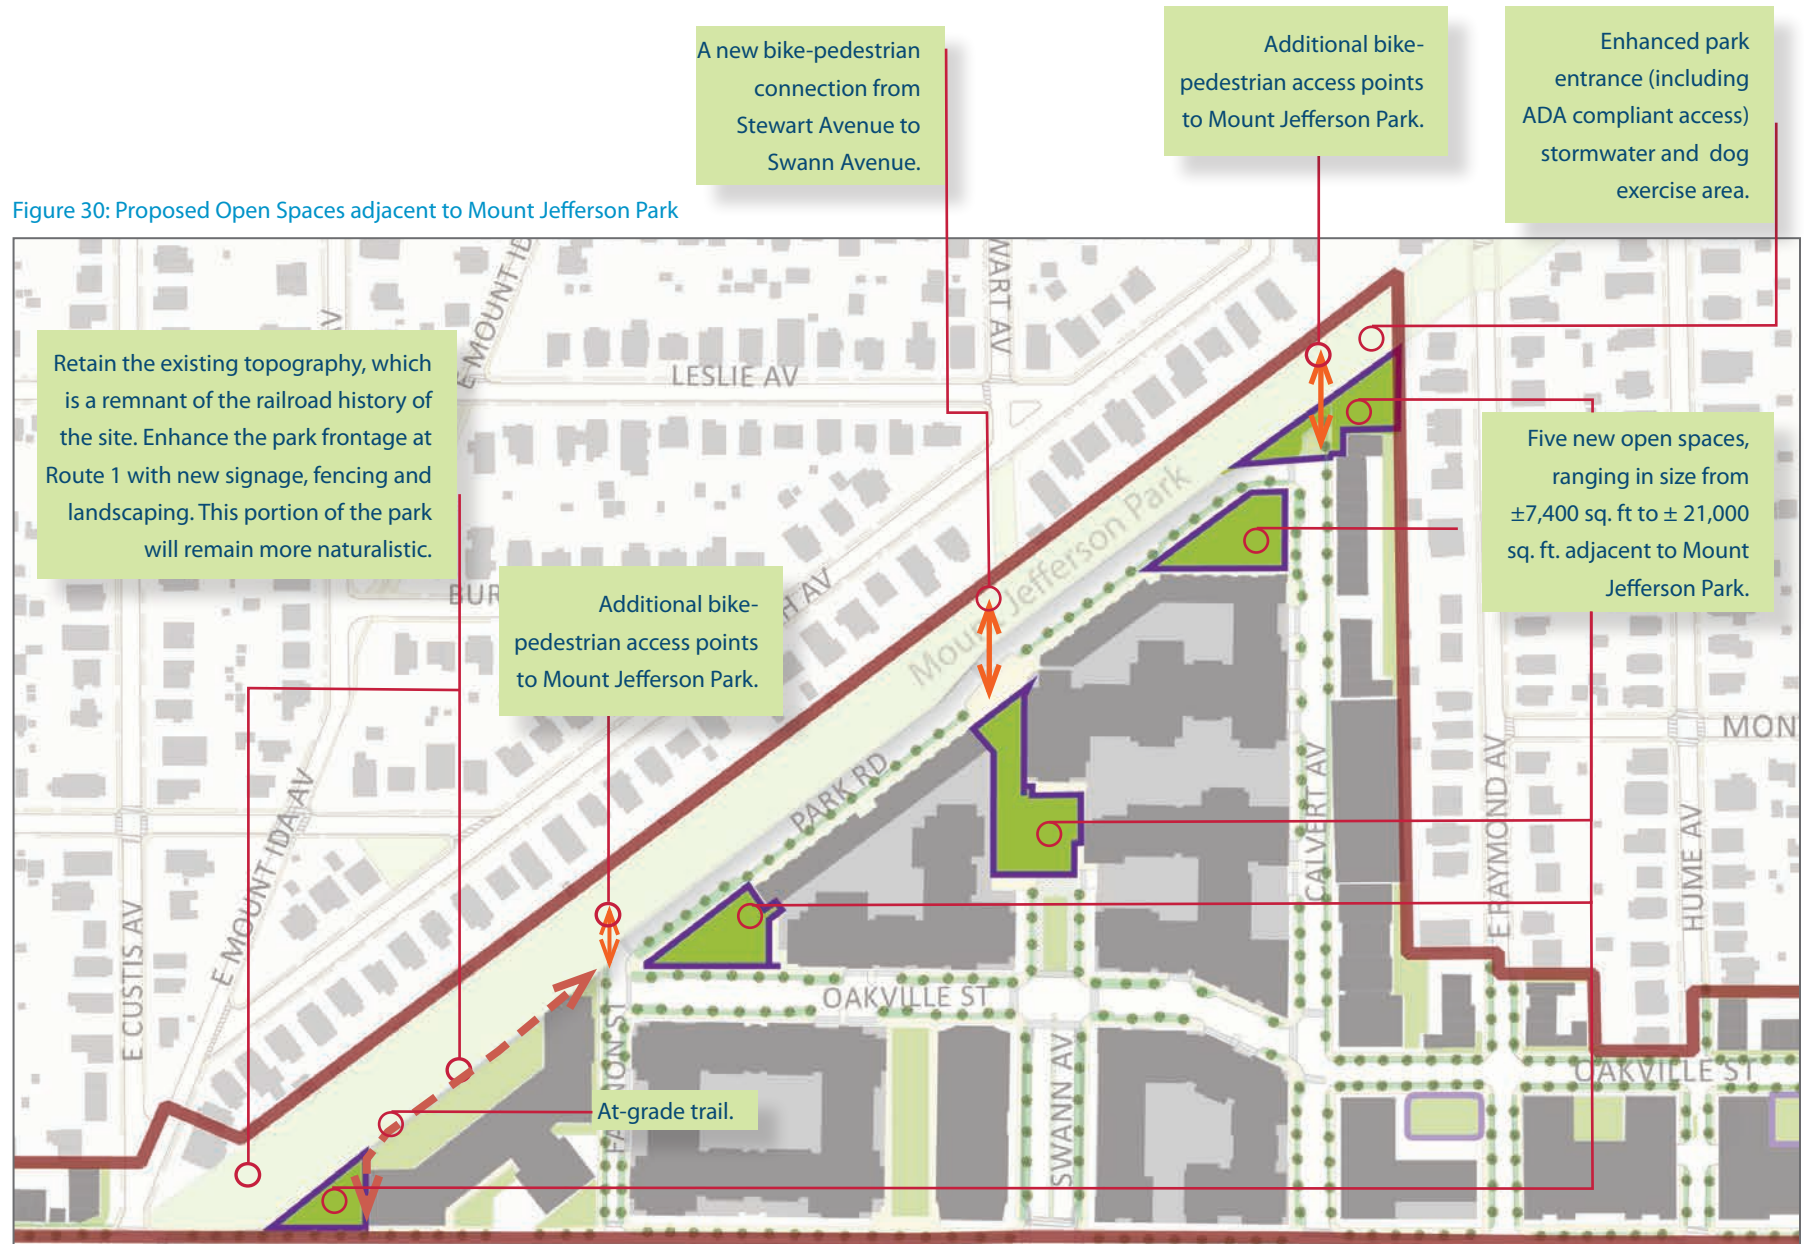 A new bike-pedestrian
connection from
Stewart Avenue to
Swann Avenue.
Additional bike-
pedestrian access points
to Mount Jefferson Park.
Enhanced park
entrance (including
ADA compliant access)
stormwater and dog
exercise area.
Figure 30: Proposed Open Spaces adjacent to Mount Jefferson Park
Retain the existing topography, which
is a remnant of the railroad history of
the site. Enhance the park frontage at
Route 1 with new signage, fencing and
landscaping. This portion of the park
will remain more naturalistic.
E MOUNT ID
WART AV
LESLIE AV
Five new open spaces,
ranging in size from
±7,400 sq. ft to ± 21,000
sq. ft. adjacent to Mount
Jefferson Park.
Additional bike-
pedestrian access points
to Mount Jefferson Park.
BUR
H AV
Mount Jefferson Park
PARK RD
MON
CALVERT AV
E RAYMOND AV
HUME AV
E MOUNT IDA AV
E CUSTIS AV
OAKVILLE ST
OAKVILLE ST
SWANN AV
At-grade trail.